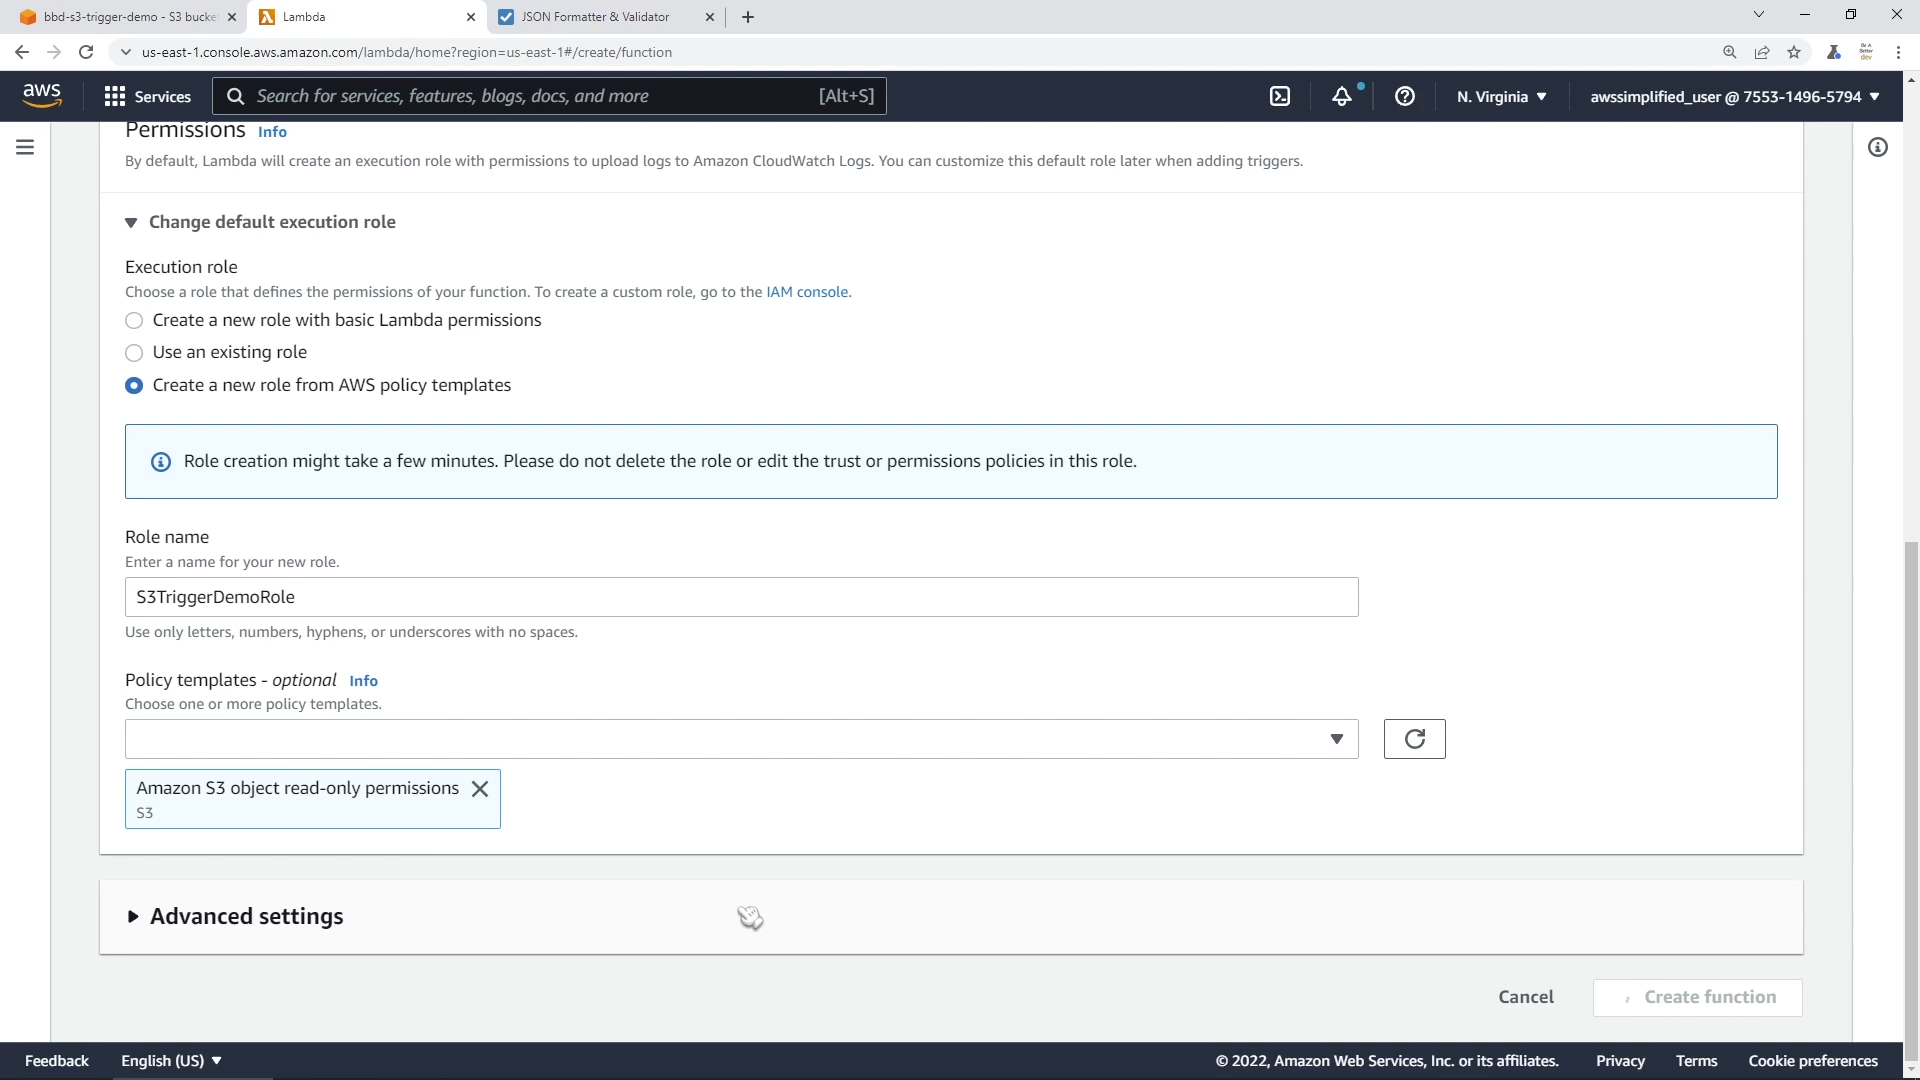 bbd-s3-trigger-demo - S3 bucke
Lambda
JSON Formatter & Validator
us-east-1.console.aws.amazon.com/lambda/home?region=us-east-1#/create/function
aws
Services
Search for services, features, blogs, docs, and more
[Alt+S]
N. Virginia
awssimplified_user @ 7553-1496-5794
Permissions Info
By default, Lambda will create an execution role with permissions to upload logs to Amazon CloudWatch Logs. You can customize this default role later when adding triggers.
Change default execution role
Execution role
Choose a role that defines the permissions of your function. To create a custom role, go to the IAM console.
Create a new role with basic Lambda permissions
Use an existing role
Create a new role from AWS policy templates
Role creation might take a few minutes. Please do not delete the role or edit the trust or permissions policies in this role.
Role name
Enter a name for your new role.
S3TriggerDemoRole
Use only letters, numbers, hyphens, or underscores with no spaces.
Policy templates - optional Info
Choose one or more policy templates.
Amazon S3 object read-only permissions
S3
Advanced settings
Cancel
Create function
Feedback
English (US)
© 2022, Amazon Web Services, Inc. or its affiliates.
Privacy
Terms
Cookie preferences